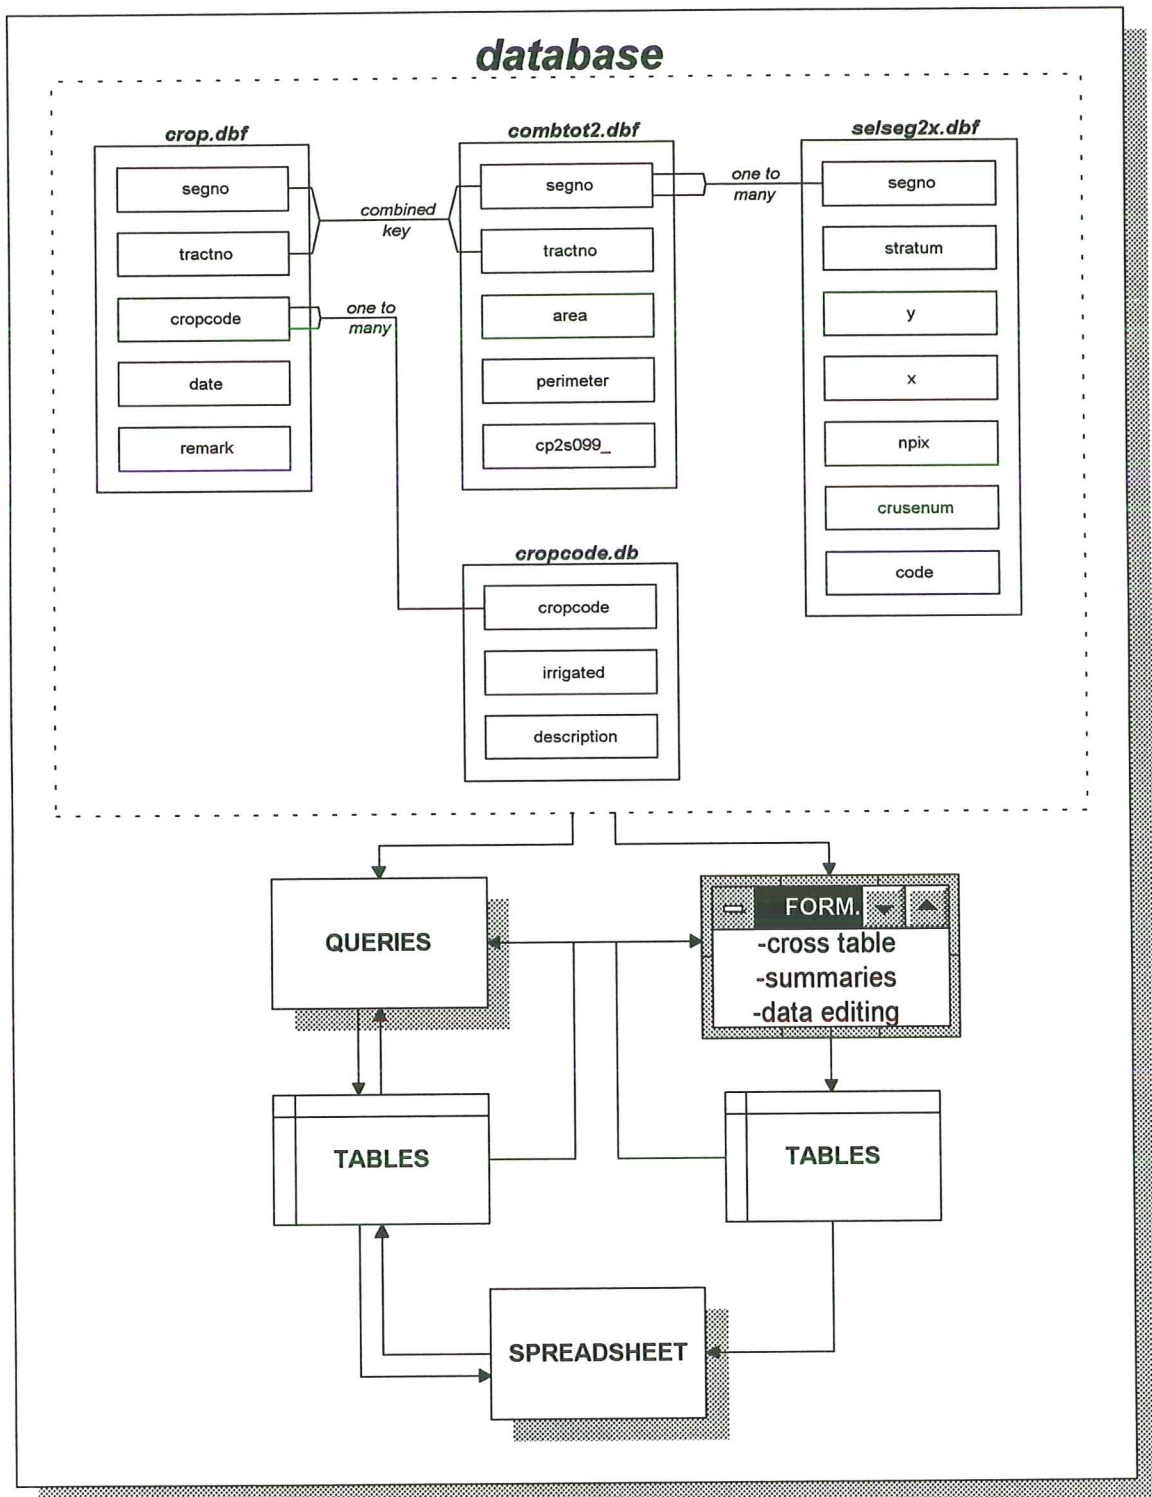 database
crop.dbf
segno
tractno
cropcode
date
remark
combined
key
one to
many
combtot2.dbf
segno
tractno
area
perimeter
cp2s099_
one to
many
selseg2x.dbf
segno
stratum
y
x
npix
crusenum
code
cropcode.db
cropcode
irrigated
description
QUERIES
FORM.
-cross table
-summaries
-data editing
TABLES
TABLES
SPREADSHEET